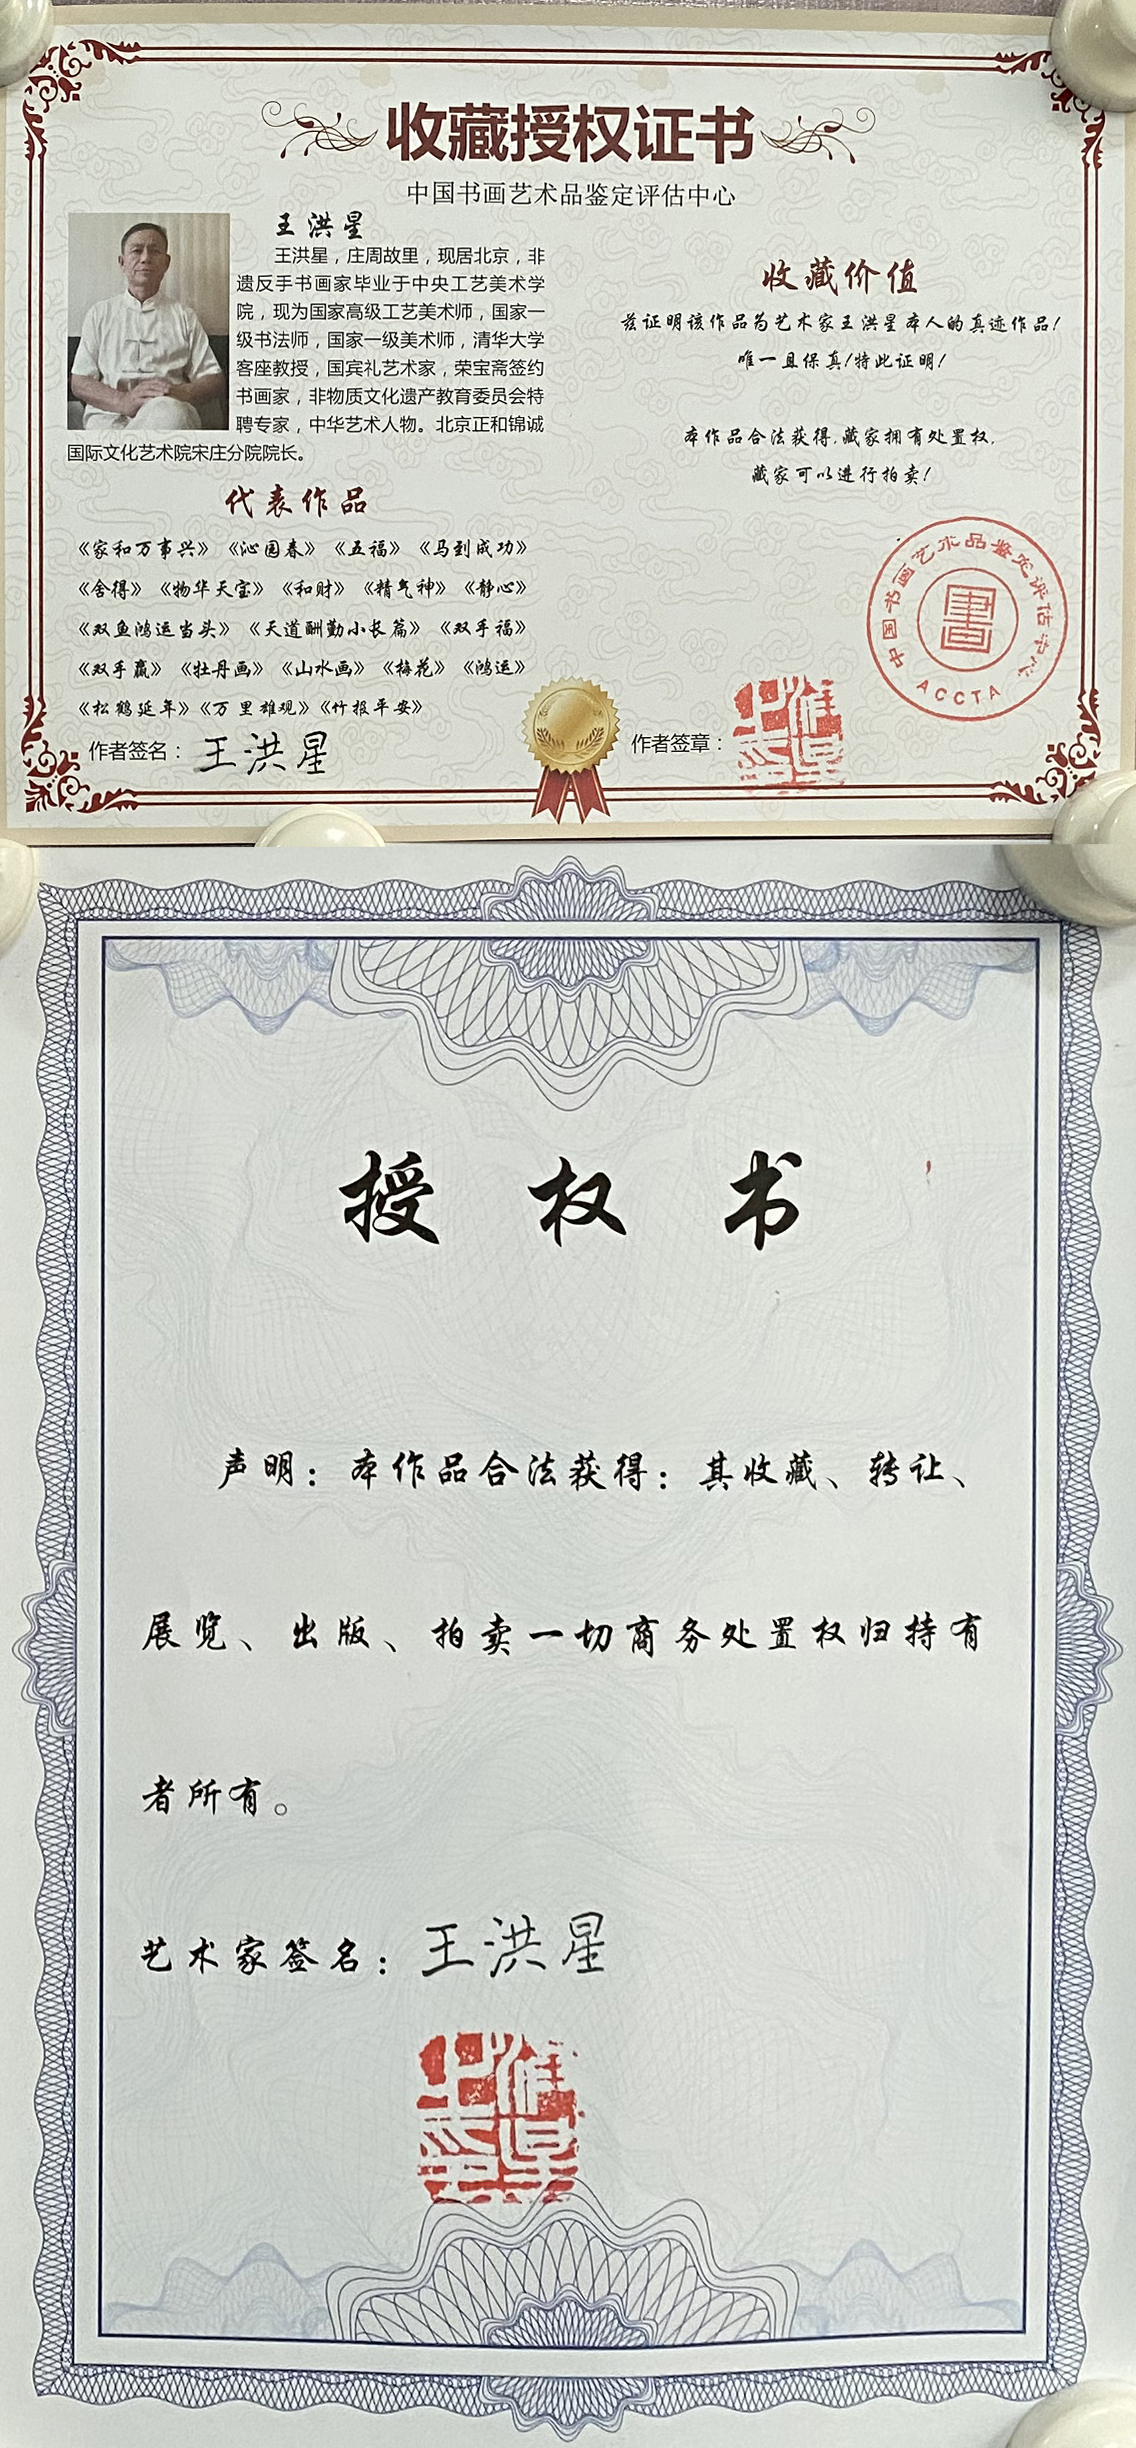 收藏授权证书
中国书画艺术品鉴定评估中心
王洪星
王洪星，庄周故里，现居北京，非
遗反手书画家毕业于中央工艺美术学
院，现为国家高级工艺美术师，国家一
级书法师，国家一级美术师，清华大学
客座教授，国宾礼艺术家，荣宝斋签约
书画家，非物质文化遗产教育委员会特
聘专家，中华艺术人物。北京正和锦诚
国际文化艺术院宋庄分院院长。
代表作品
《家和万事兴》《沁园春》《五福》《马到成功》
《舍得》《物华天宝》《和财》《精气神》《静心》
《双鱼鸿运当头》《天道酬勤小长篇》《双手福》
《双手赢》《牡丹画》《山水画》《梅花》《鸿运》
《松鹤延年》《万里雄观》《竹报平安》
作者签名：王洪星
收藏价值
兹证明该作品为艺术家王洪星本人的真迹作品！
唯一且保真！特此证明！
本作品合法获得，藏家拥有处置权，
藏家可以进行拍卖！
中国书画艺术品鉴定评估中心
ACCTA
作者签章：
授权书
声明：本作品合法获得：其收藏、转让、
展览、出版、拍卖一切商务处置权归持有
者所有。
艺术家签名：王洪星